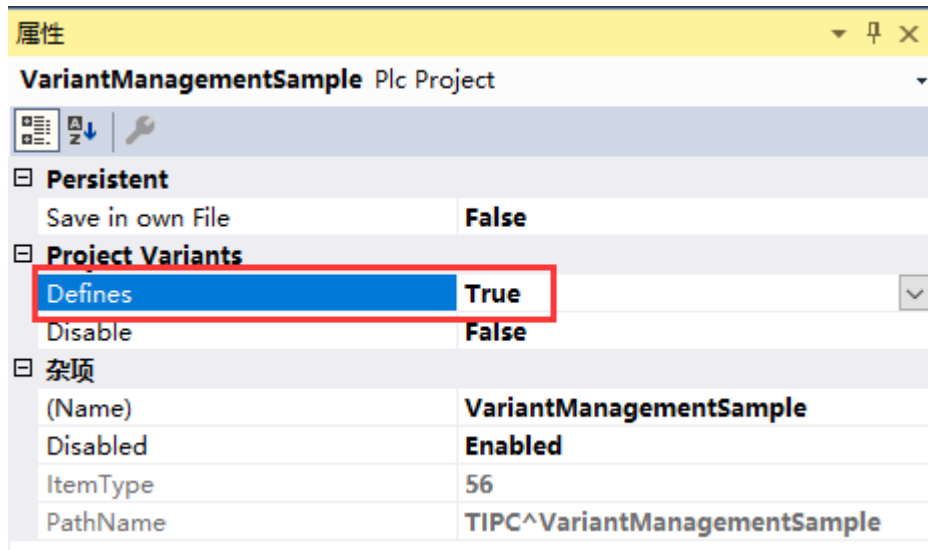 属性
VariantManagementSample Plc Project
Persistent
Save in own File False
Project Variants
Defines True
Disable False
杂项
(Name) VariantManagementSample
Disabled Enabled
ItemType 56
PathName TIPC^VariantManagementSample